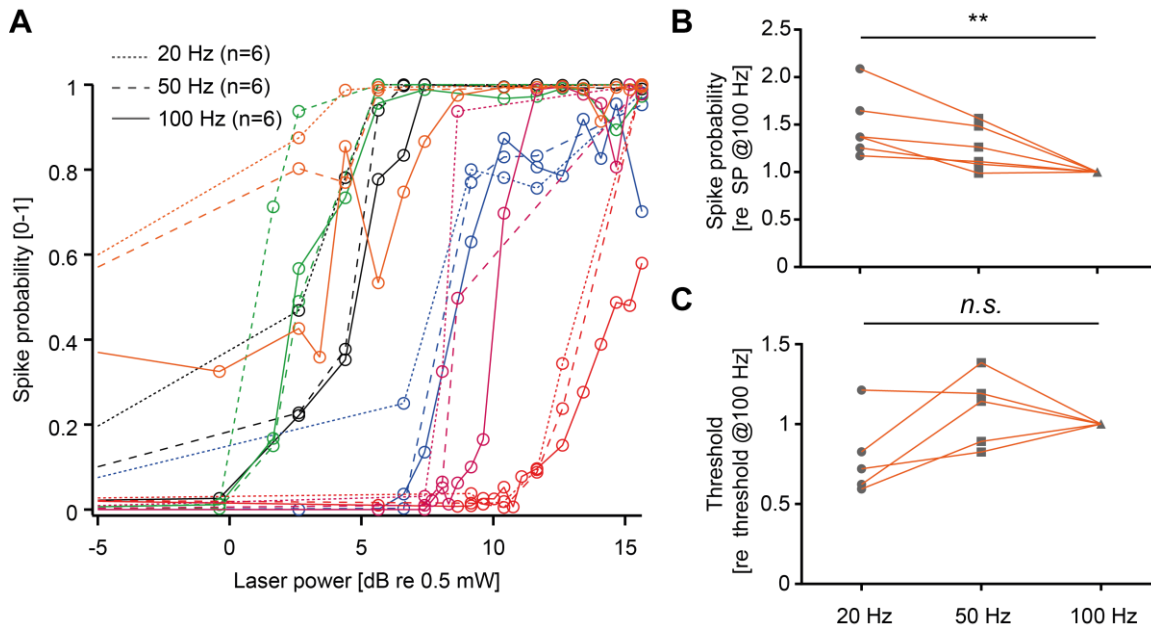 A
20 Hz (n=6)
50 Hz (n=6)
100 Hz (n=6)
1
0.8
0.6
0.4
0.2
0
Spike probability [0-1]
-5
0
5
10
15
Laser power [dB re 0.5 mW]
B
**
2.5
2.0
1.5
1.0
0.5
Spike probability
[re SP @100 Hz]
C
n.s.
1.5
1
0.5
0
Threshold
[re threshold @100 Hz]
20 Hz
50 Hz
100 Hz